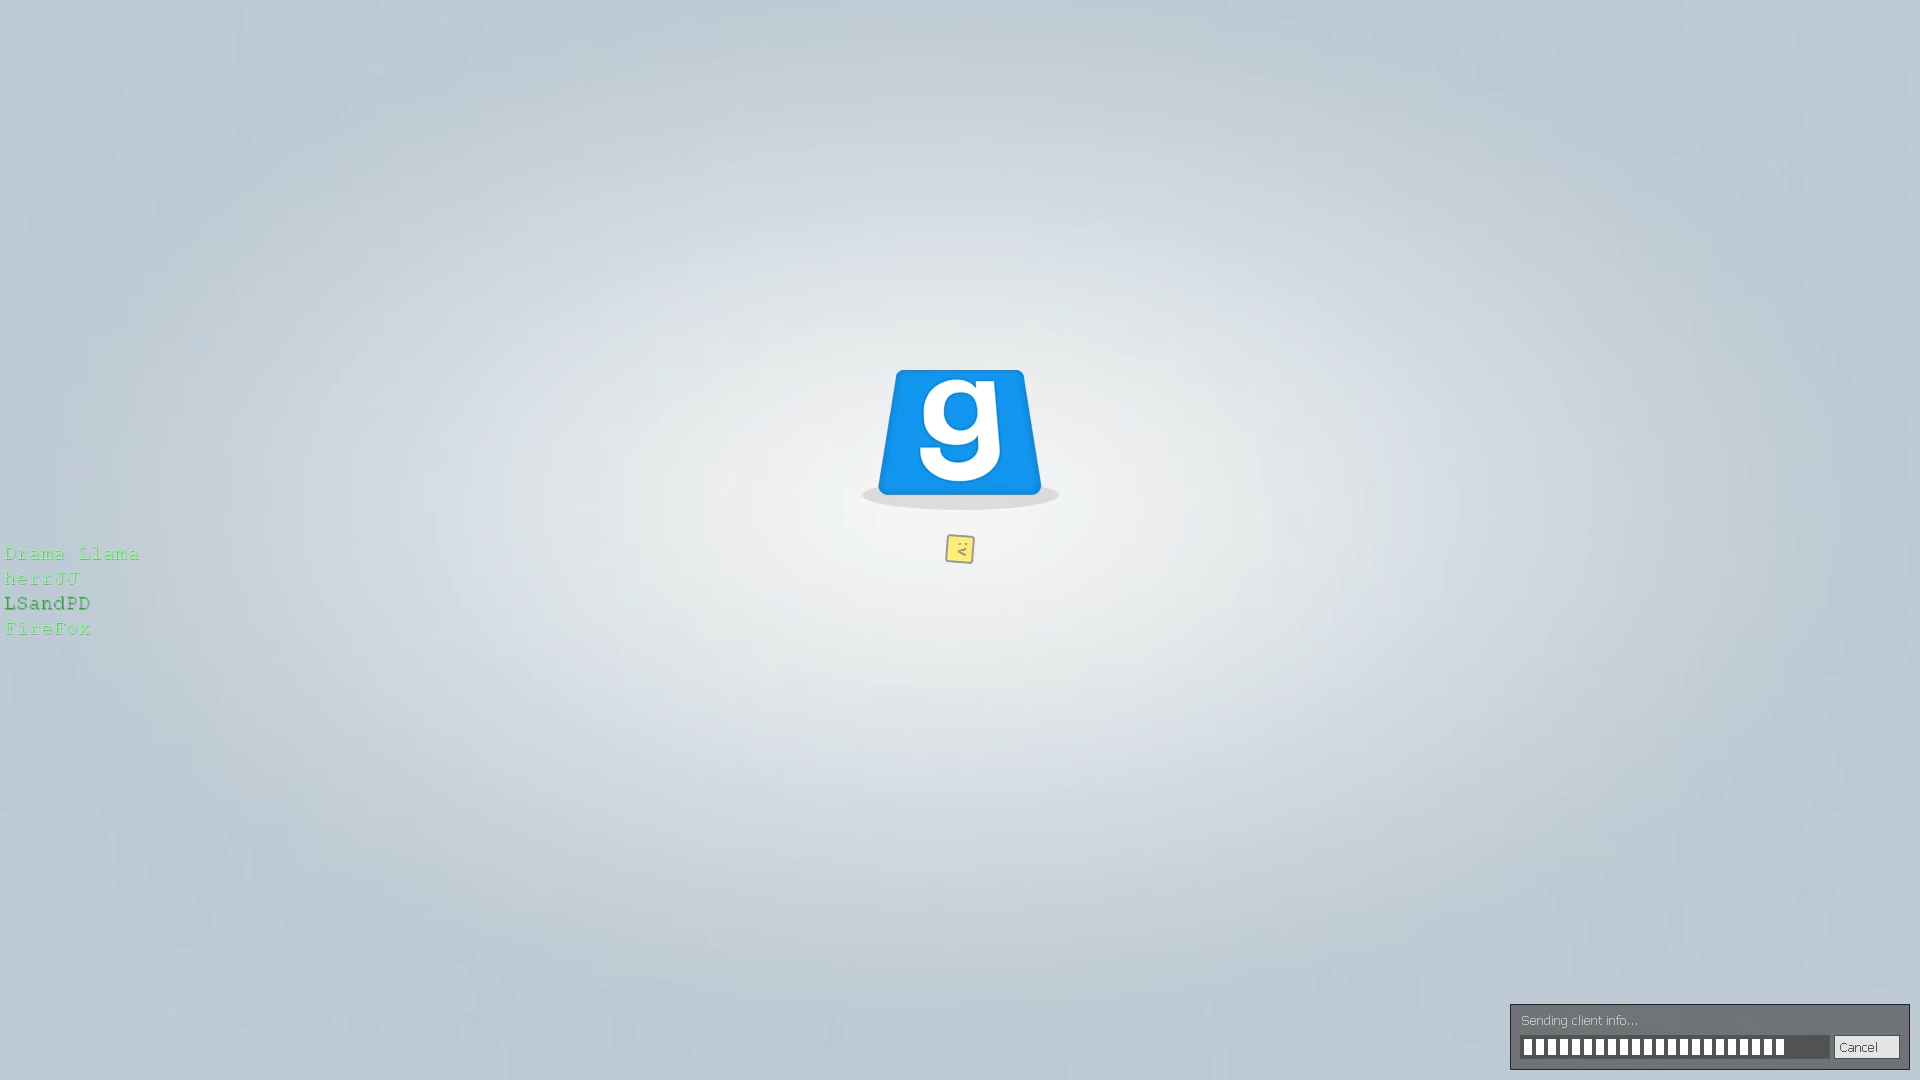 g
Drama Llama
herrJJ
LSandPD
FireFox
Sending client info...
Cancel